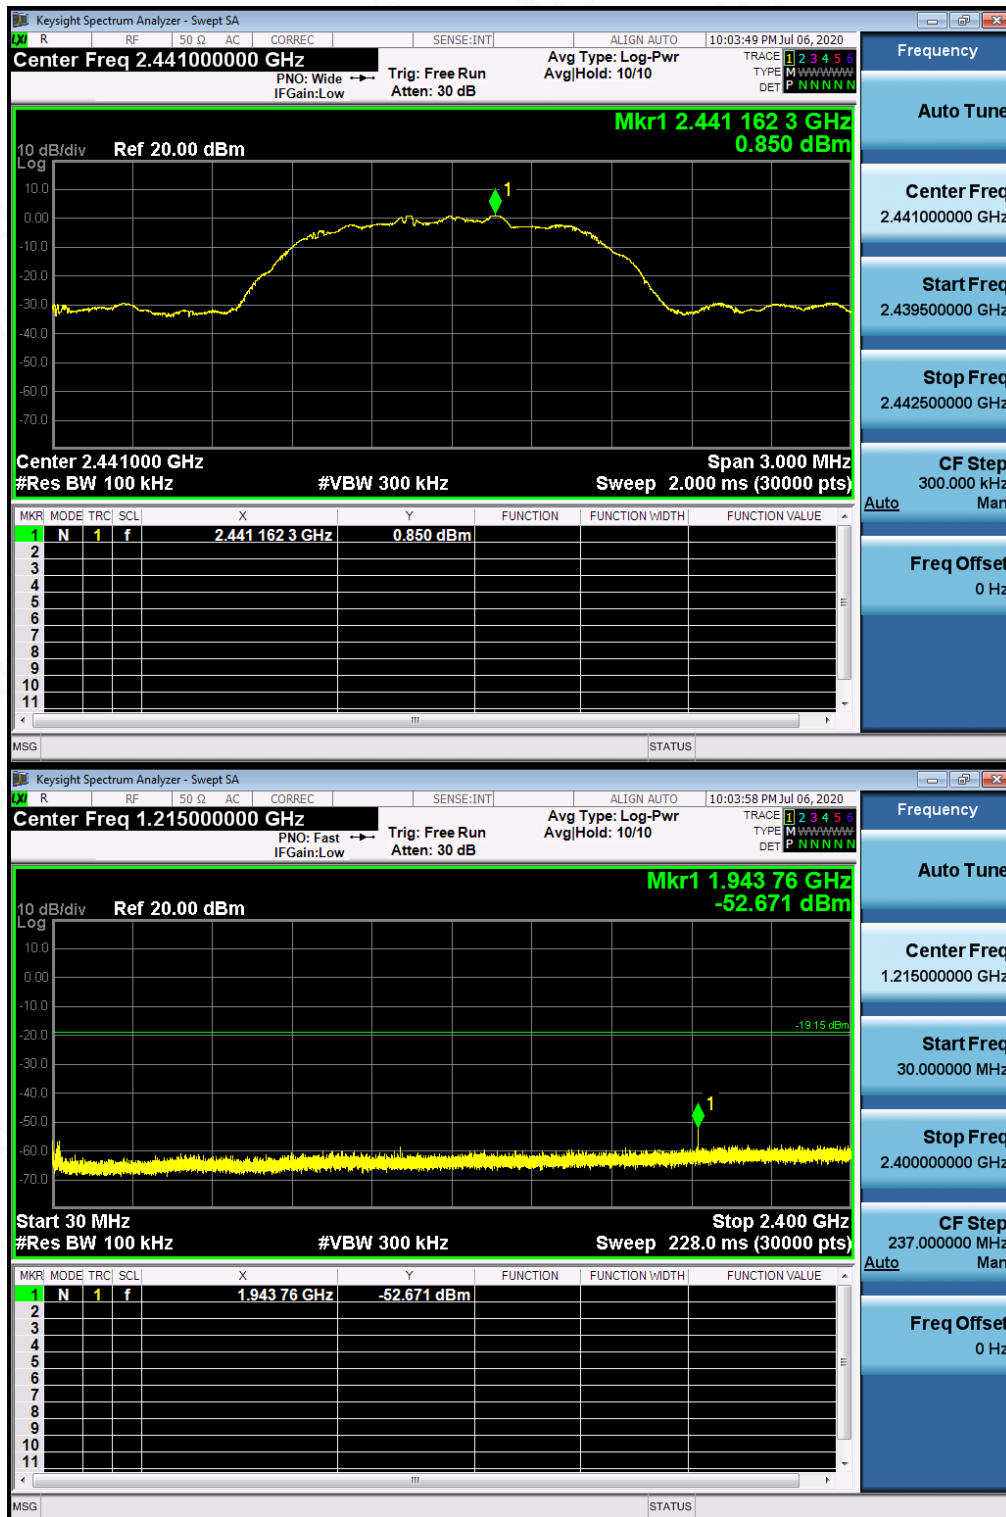 Keysight Spectrum Analyzer - Swept SA
LXI R RF 50 Ω AC CORREC SENSE:INT ALIGN AUTO 10:03:49 PM Jul 06, 2020
Center Freq 2.441000000 GHz
PNO: Wide
IFGain:Low
Trig: Free Run
Atten: 30 dB
Avg Type: Log-Pwr
Avg|Hold: 10/10
TRACE 1 2 3 4 5 6
TYPE M WWWWW
DET P N N N N N
Mkr1 2.441 162 3 GHz
0.850 dBm
10 dB/div Ref 20.00 dBm
Log
10.0
0.00
-10.0
-20.0
-30.0
-40.0
-50.0
-60.0
-70.0
1
Center 2.441000 GHz Span 3.000 MHz
#Res BW 100 kHz #VBW 300 kHz Sweep 2.000 ms (30000 pts)
MKR MODE TRC SCL X Y FUNCTION FUNCTION WIDTH FUNCTION VALUE
1 N 1 f 2.441 162 3 GHz 0.850 dBm
2
3
4
5
6
7
8
9
10
11
MSG STATUS
Frequency
Auto Tune
Center Freq
2.441000000 GHz
Start Freq
2.439500000 GHz
Stop Freq
2.442500000 GHz
CF Step
300.000 kHz
Auto Man
Freq Offset
0 Hz
Keysight Spectrum Analyzer - Swept SA
LXI R RF 50 Ω AC CORREC SENSE:INT ALIGN AUTO 10:03:58 PM Jul 06, 2020
Center Freq 1.215000000 GHz
PNO: Fast
IFGain:Low
Trig: Free Run
Atten: 30 dB
Avg Type: Log-Pwr
Avg|Hold: 10/10
TRACE 1 2 3 4 5 6
TYPE M WWWWW
DET P N N N N N
Mkr1 1.943 76 GHz
-52.671 dBm
10 dB/div Ref 20.00 dBm
Log
10.0
0.00
-10.0
-20.0
-30.0
-40.0
-50.0
-60.0
-70.0
-19.15 dBm
1
Start 30 MHz Stop 2.400 GHz
#Res BW 100 kHz #VBW 300 kHz Sweep 228.0 ms (30000 pts)
MKR MODE TRC SCL X Y FUNCTION FUNCTION WIDTH FUNCTION VALUE
1 N 1 f 1.943 76 GHz -52.671 dBm
2
3
4
5
6
7
8
9
10
11
MSG STATUS
Frequency
Auto Tune
Center Freq
1.215000000 GHz
Start Freq
30.000000 MHz
Stop Freq
2.400000000 GHz
CF Step
237.000000 MHz
Auto Man
Freq Offset
0 Hz